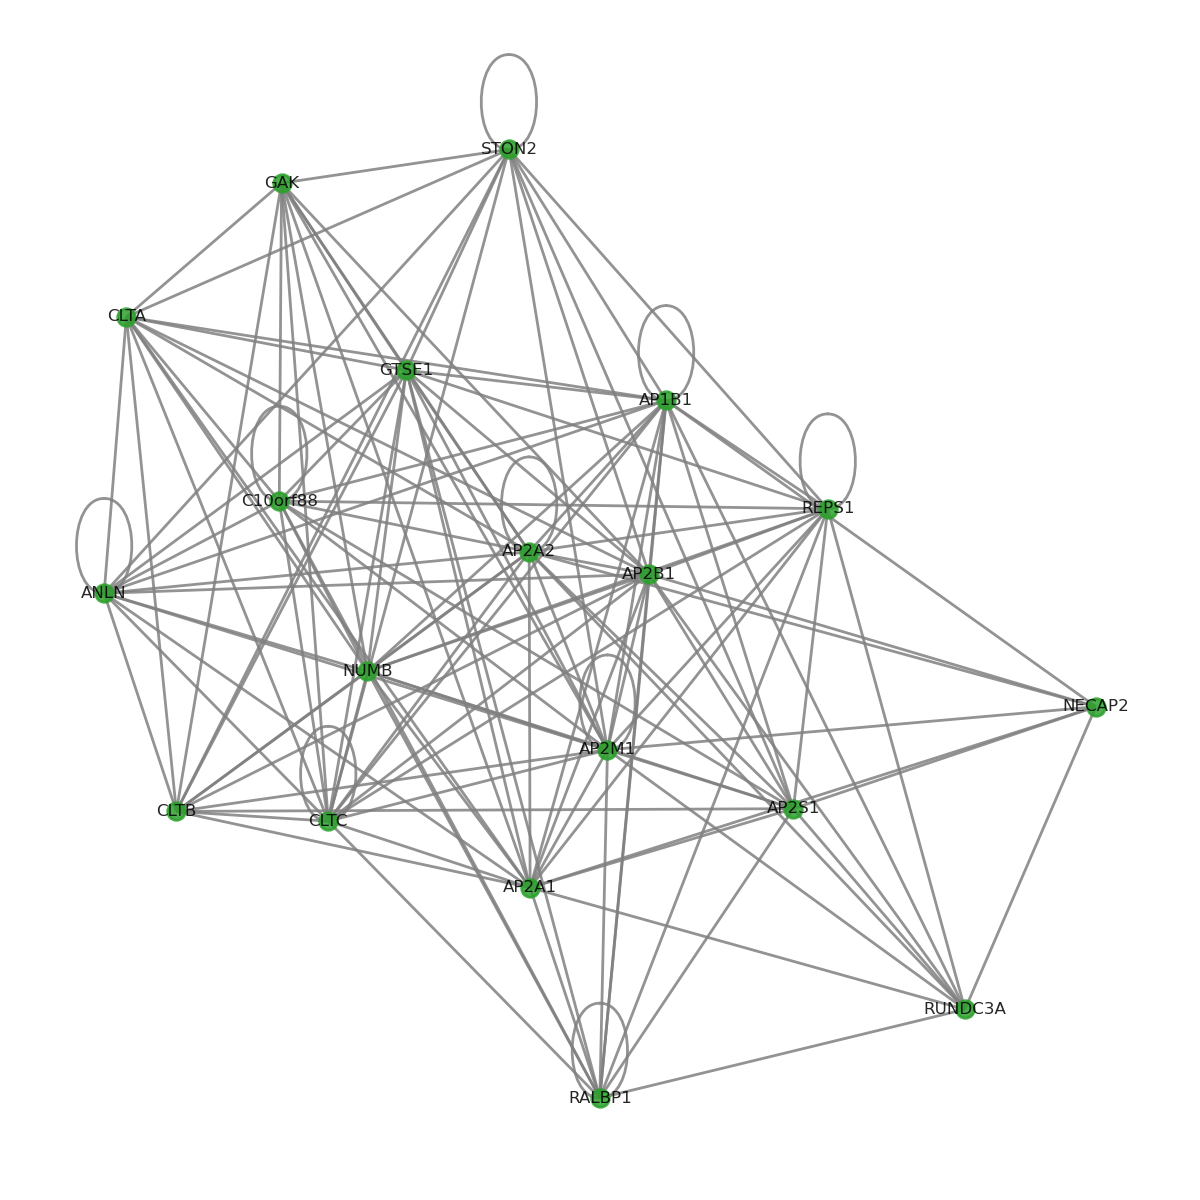 STON2
GAK
CLTA
GTSE1
AP1B1
C10orf88
REPS1
AP2A2
AP2B1
ANLN
NUMB
NECAP2
AP2M1
CLTB
AP2S1
CLTC
AP2A1
RUNDC3A
RALBP1